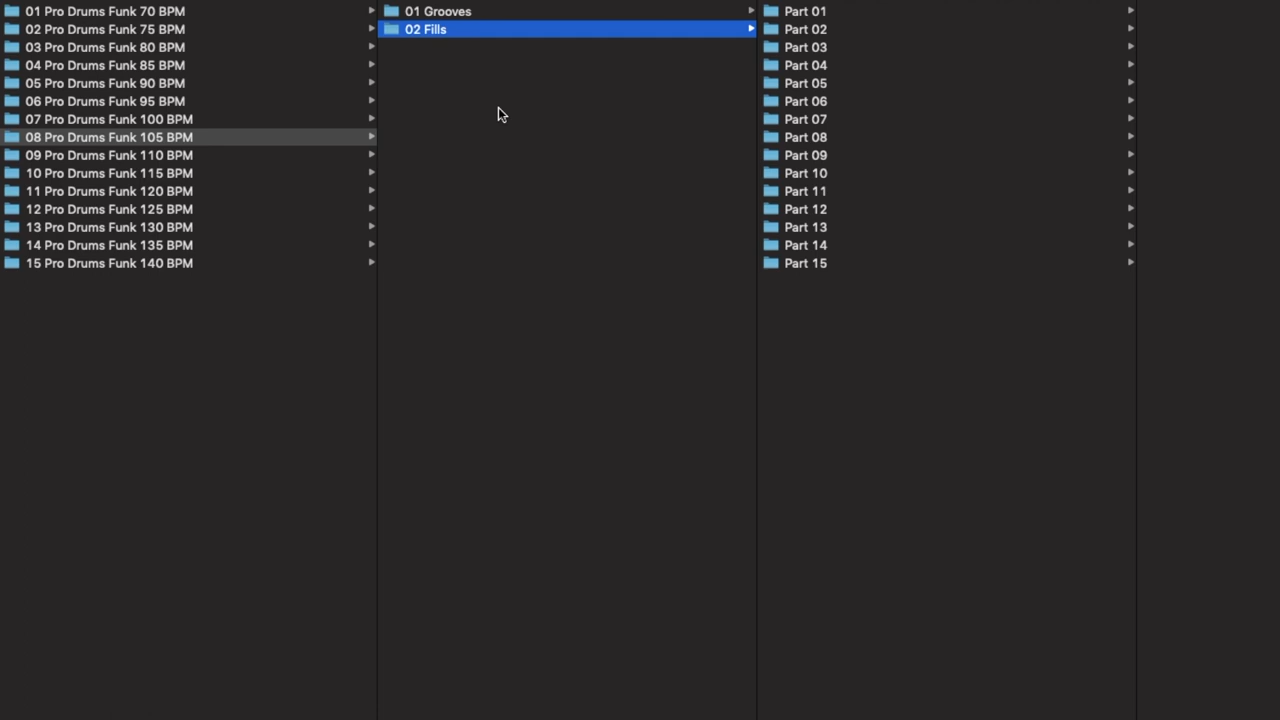 01 Pro Drums Funk 70 BPM
02 Pro Drums Funk 75 BPM
03 Pro Drums Funk 80 BPM
04 Pro Drums Funk 85 BPM
05 Pro Drums Funk 90 BPM
06 Pro Drums Funk 95 BPM
07 Pro Drums Funk 100 BPM
08 Pro Drums Funk 105 BPM
09 Pro Drums Funk 110 BPM
10 Pro Drums Funk 115 BPM
11 Pro Drums Funk 120 BPM
12 Pro Drums Funk 125 BPM
13 Pro Drums Funk 130 BPM
14 Pro Drums Funk 135 BPM
15 Pro Drums Funk 140 BPM
01 Grooves
02 Fills
Part 01
Part 02
Part 03
Part 04
Part 05
Part 06
Part 07
Part 08
Part 09
Part 10
Part 11
Part 12
Part 13
Part 14
Part 15